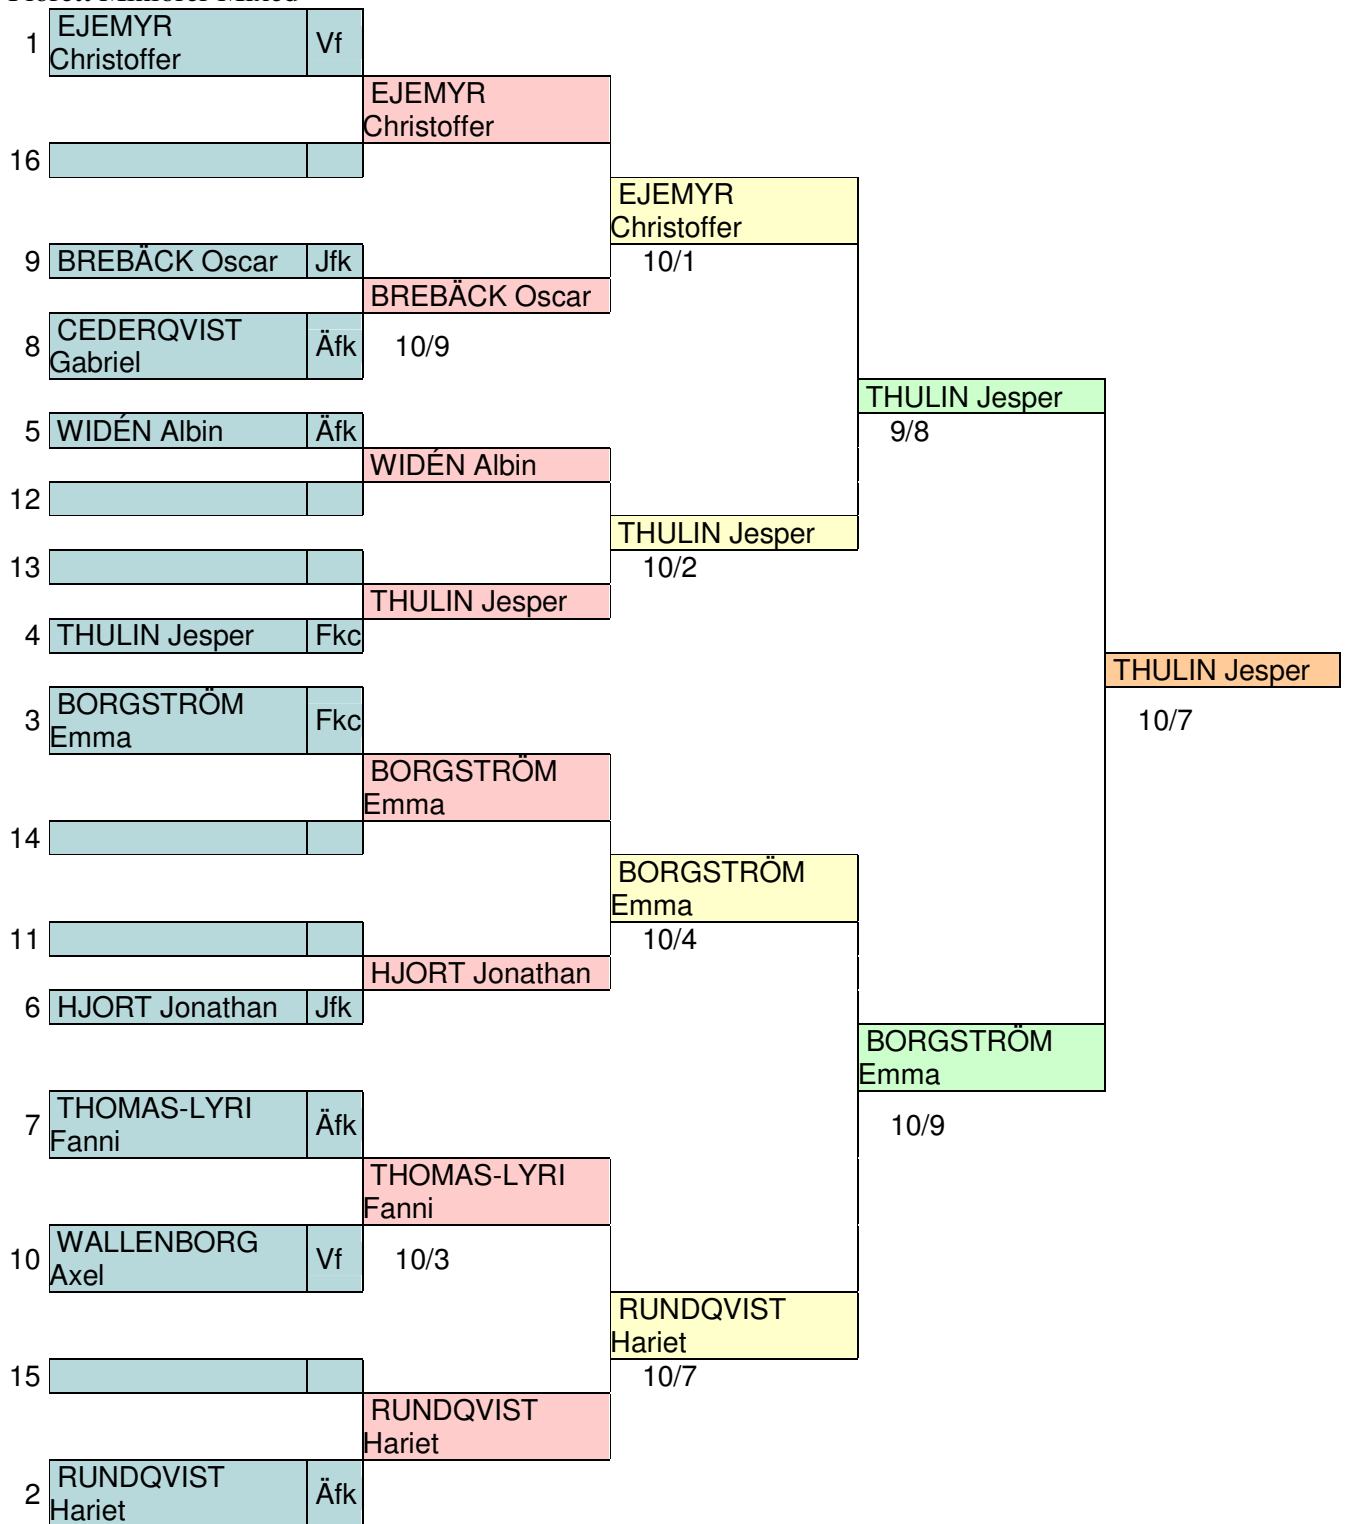 1 EJEMYR Vf
Christoffer
EJEMYR
Christoffer
16
EJEMYR
Christoffer
9 BREBÄCK Oscar Jfk 10/1
BREBÄCK Oscar
8 CEDERQVIST Äfk 10/9
Gabriel
THULIN Jesper
5 WIDÉN Albin Äfk 9/8
WIDÉN Albin
12
THULIN Jesper
13 10/2
THULIN Jesper
4 THULIN Jesper Fkc
THULIN Jesper
3 BORGSTRÖM Fkc 10/7
Emma
BORGSTRÖM
Emma
14
BORGSTRÖM
Emma
11 10/4
HJORT Jonathan
6 HJORT Jonathan Jfk
BORGSTRÖM
Emma
7 THOMAS-LYRI Äfk 10/9
Fanni
THOMAS-LYRI
Fanni
10 WALLENBORG Vf 10/3
Axel
RUNDQVIST
Hariet
15 10/7
RUNDQVIST
Hariet
2 RUNDQVIST Äfk
Hariet